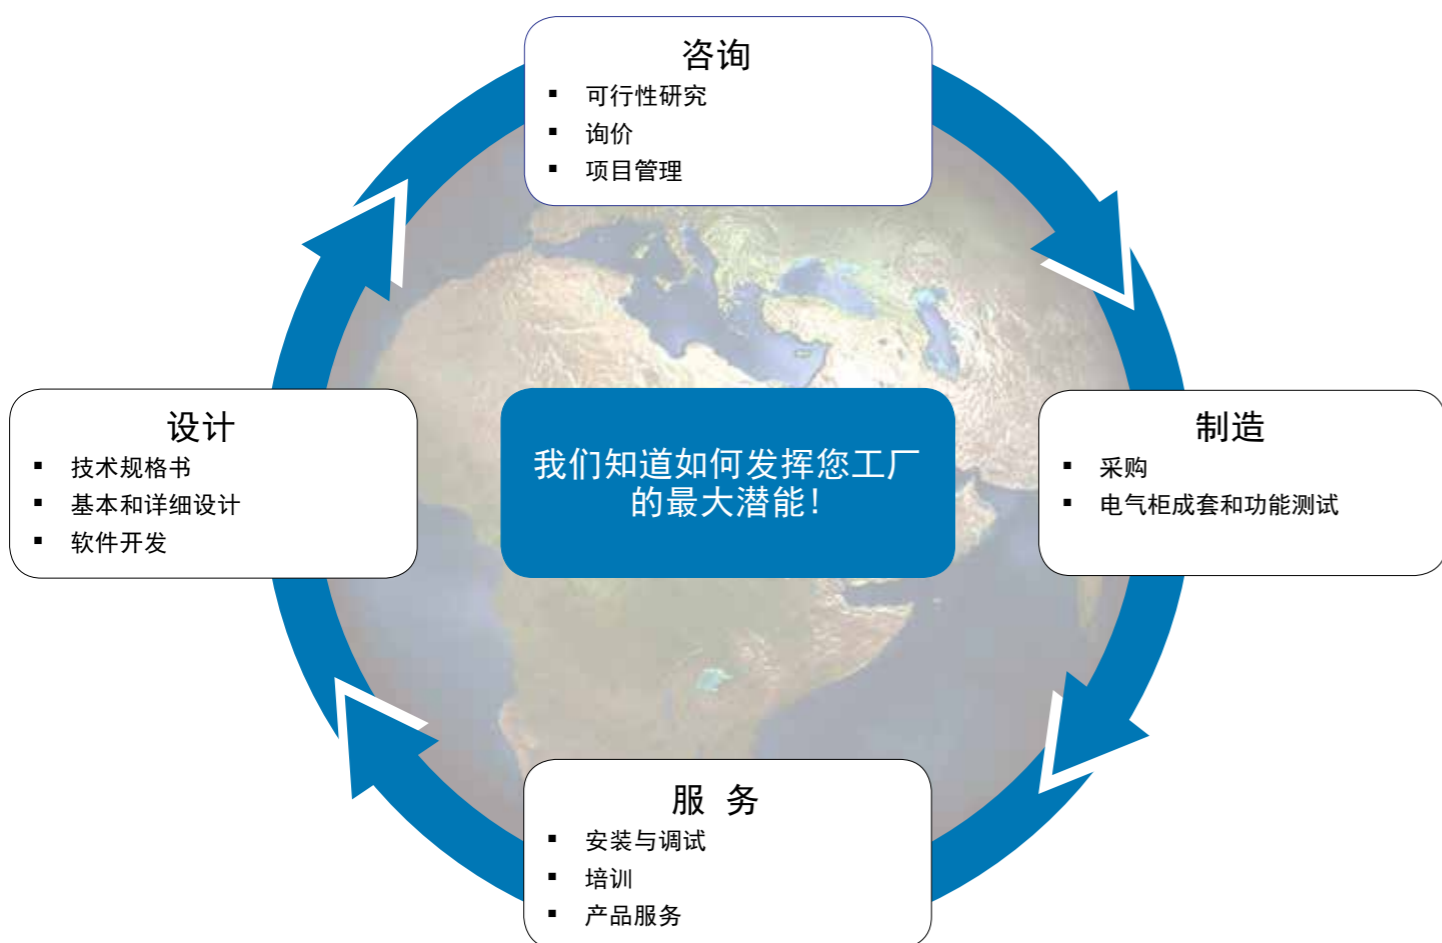 咨询
▪ 可行性研究
▪ 询价
▪ 项目管理
设计
▪ 技术规格书
▪ 基本和详细设计
▪ 软件开发
我们知道如何发挥您工厂
的最大潜能！
制造
▪ 采购
▪ 电气柜成套和功能测试
服 务
▪ 安装与调试
▪ 培训
▪ 产品服务